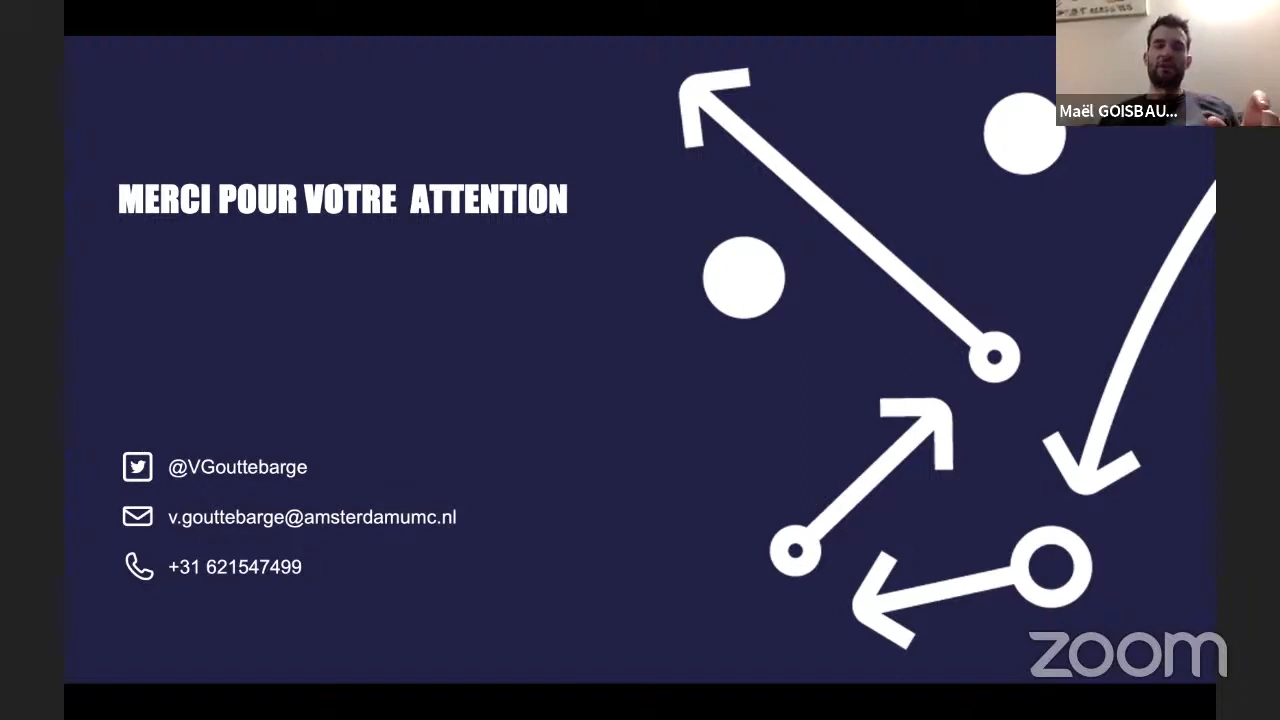 MERCI POUR VOTRE ATTENTION
@VGouttebarge
v.gouttebarge@amsterdamumc.nl
+31 621547499
Maël GOISBAU...
zoom